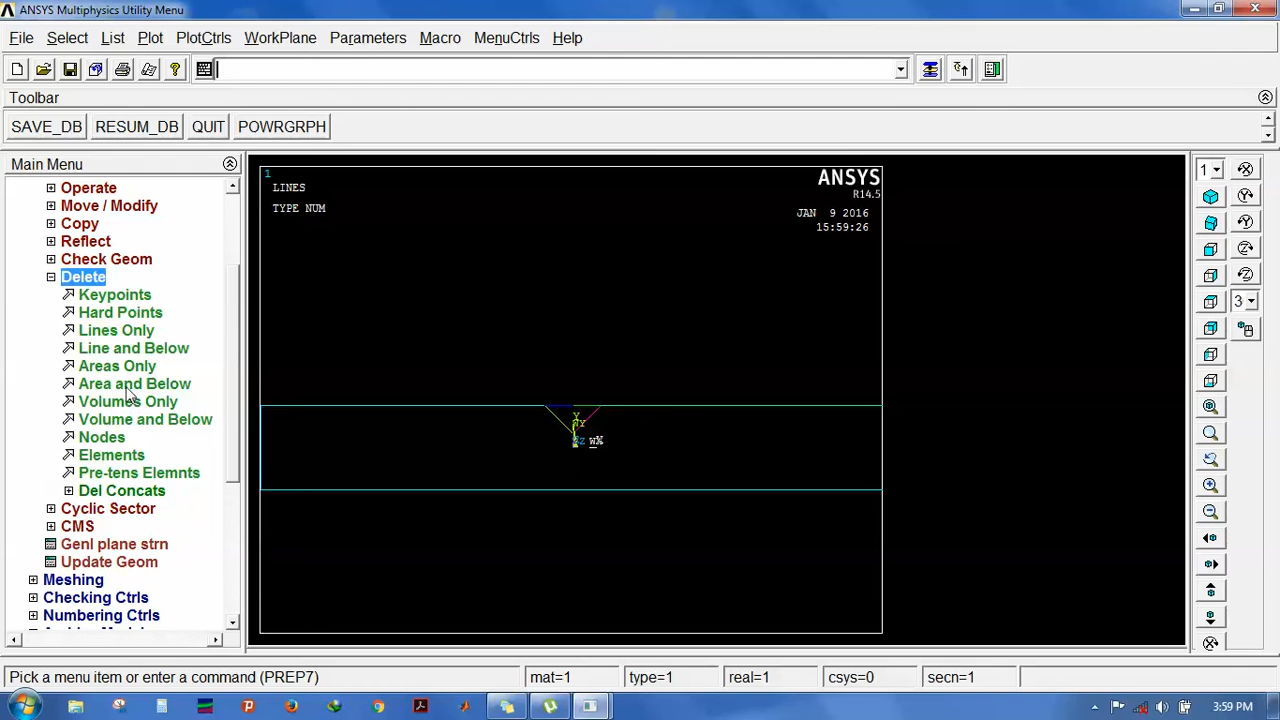 ANSYS Multiphysics Utility Menu
File Select List Plot PlotCtrls WorkPlane Parameters Macro MenuCtrls Help
Toolbar
SAVE_DB RESUM_DB QUIT POWRGRPH
Main Menu
Operate
Move / Modify
Copy
Reflect
Check Geom
Delete
Keypoints
Hard Points
Lines Only
Line and Below
Areas Only
Area and Below
Volumes Only
Volume and Below
Nodes
Elements
Pre-tens Elemnts
Del Concats
Cyclic Sector
CMS
Genl plane strn
Update Geom
Meshing
Checking Ctrls
Numbering Ctrls
1
LINES
TYPE NUM
ANSYS
R14.5
JAN 9 2016
15:59:26
Y
Y
Z
1
3
Pick a menu item or enter a command (PREP7) mat=1 type=1 real=1 csys=0 secn=1
3:59 PM